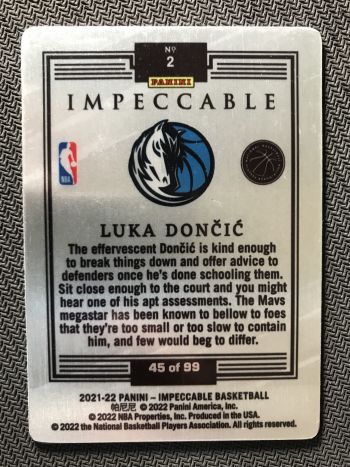 Nº
2
PANINI
IMPECCABLE
NBA
LUKA DONČIĆ
The effervescent Dončić is kind enough
to break things down and offer advice to
defenders once he's done schooling them.
Sit close enough to the court and you might
hear one of his apt assessments. The Mavs
megastar has been known to bellow to foes
that they're too small or too slow to contain
him, and few would beg to differ.
45 of 99
2021-22 PANINI – IMPECCABLE BASKETBALL
帕尼尼 © 2022 Panini America, Inc.
© 2022 NBA Properties, Inc. Produced in the USA.
© 2022 the National Basketball Players Association. All rights reserved.